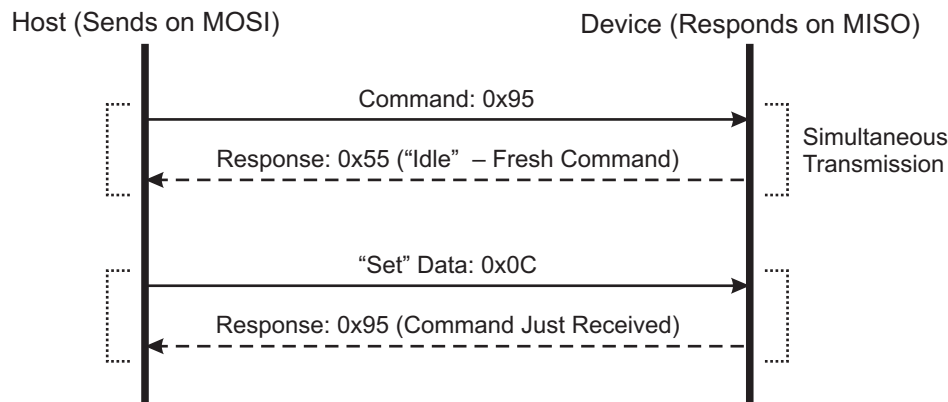 Host (Sends on MOSI)
Device (Responds on MISO)
Command: 0x95
Response: 0x55 (“Idle” – Fresh Command)
Simultaneous
Transmission
“Set” Data: 0x0C
Response: 0x95 (Command Just Received)